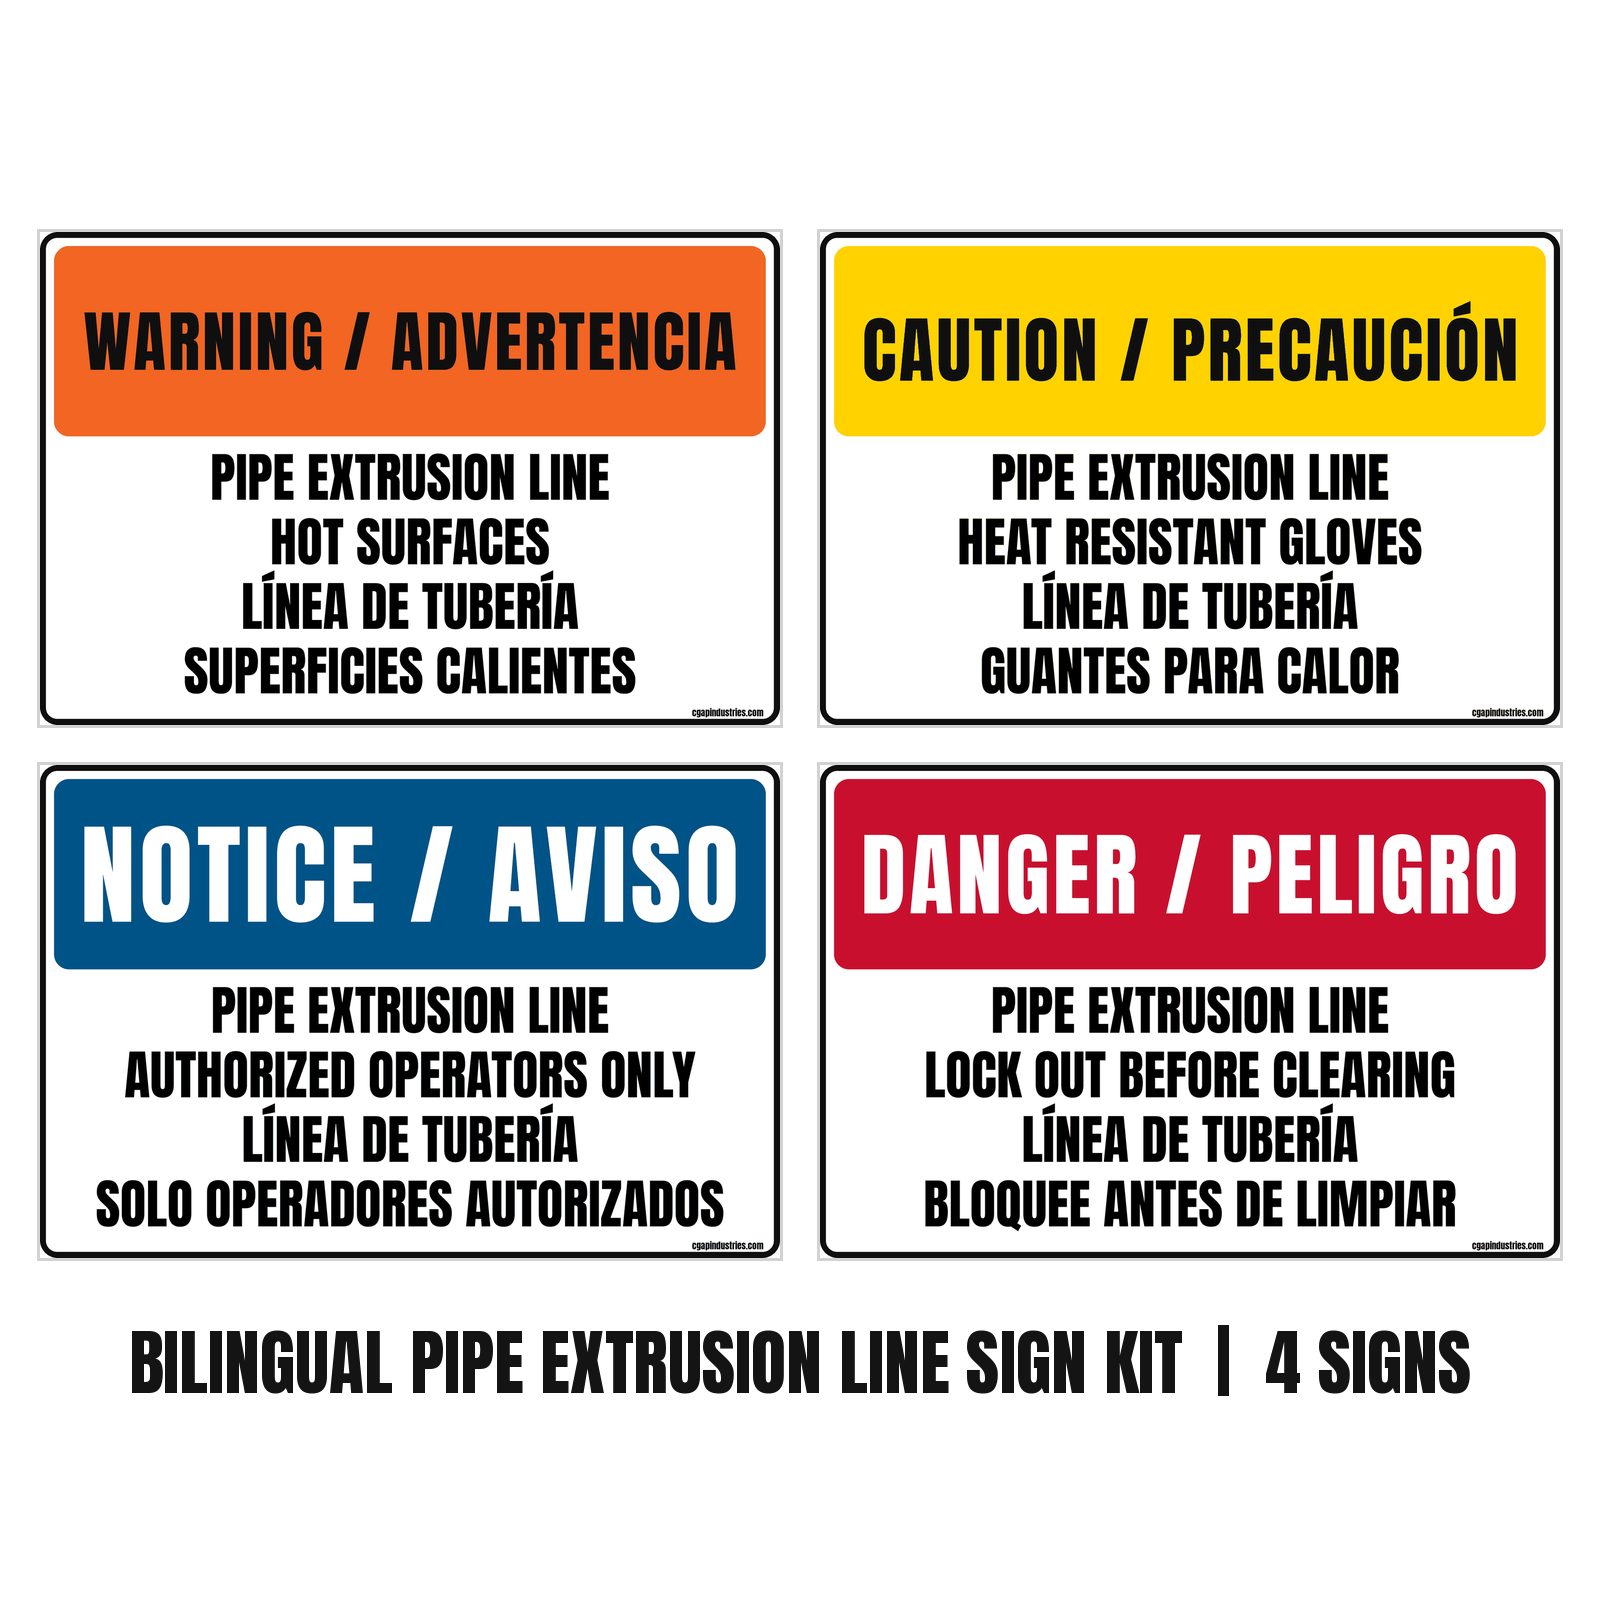 WARNING / ADVERTENCIA
PIPE EXTRUSION LINE
HOT SURFACES
LÍNEA DE TUBERÍA
SUPERFICIES CALIENTES
cgapindustries.com
CAUTION / PRECAUCIÓN
PIPE EXTRUSION LINE
HEAT RESISTANT GLOVES
LÍNEA DE TUBERÍA
GUANTES PARA CALOR
cgapindustries.com
NOTICE / AVISO
PIPE EXTRUSION LINE
AUTHORIZED OPERATORS ONLY
LÍNEA DE TUBERÍA
SOLO OPERADORES AUTORIZADOS
cgapindustries.com
DANGER / PELIGRO
PIPE EXTRUSION LINE
LOCK OUT BEFORE CLEARING
LÍNEA DE TUBERÍA
BLOQUEE ANTES DE LIMPIAR
cgapindustries.com
BILINGUAL PIPE EXTRUSION LINE SIGN KIT | 4 SIGNS